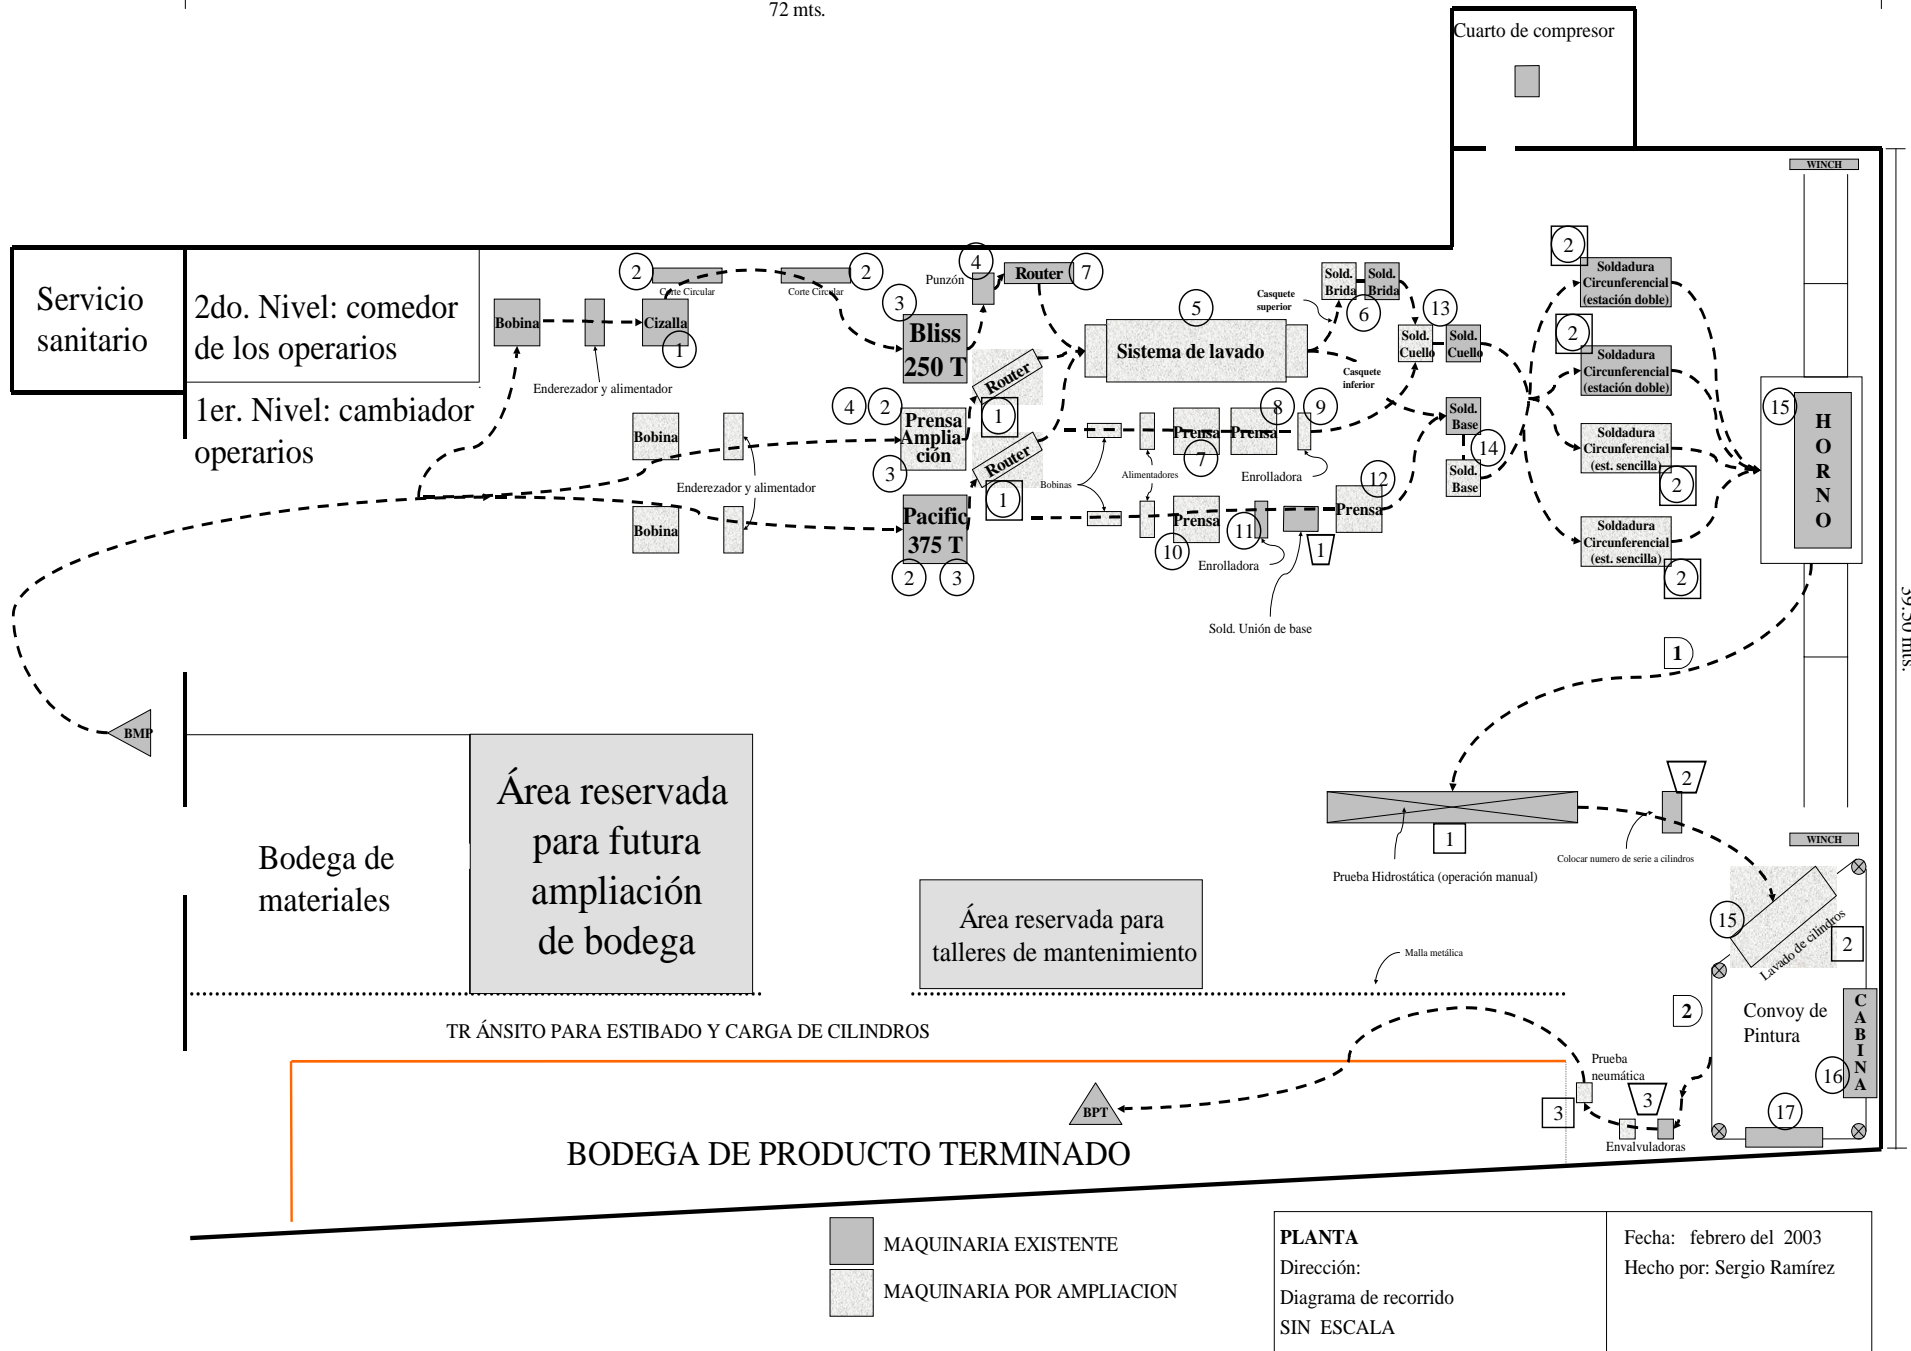 72 mts.
Cuarto de compresor
WINCH
Servicio
sanitario
2do. Nivel: comedor
de los operarios
1er. Nivel: cambiador
operarios
Bobina
Enderezador y alimentador
Cizalla
1
2
Corte Circular
2
Corte Circular
3
Bliss
250 T
Punzón
4
Router
7
Router
1
Router
1
4
2
Prensa
Amplia-
ción
3
Pacific
375 T
2
3
Bobina
Enderezador y alimentador
Bobina
5
Sistema de lavado
Casquete
superior
Casquete
inferior
Sold.
Brida
Sold.
Brida
6
13
Sold.
Cuello
Sold.
Cuello
Bobinas
Alimentadores
Prensa
7
Prensa
8
9
Enrolladora
Prensa
10
11
Enrolladora
1
Sold. Unión de base
12
Prensa
Sold.
Base
14
Sold.
Base
2
Soldadura
Circunferencial
(estación doble)
2
Soldadura
Circunferencial
(estación doble)
Soldadura
Circunferencial
(est. sencilla)
2
Soldadura
Circunferencial
(est. sencilla)
2
15
H
O
R
N
O
39.50 mts.
1
BMP
Bodega de
materiales
Área reservada
para futura
ampliación
de bodega
Área reservada para
talleres de mantenimiento
1
Prueba Hidrostática (operación manual)
2
Colocar numero de serie a cilindros
WINCH
15
Lavado de cilindros
2
Malla metálica
2
Convoy de
Pintura
C
A
B
I
N
A
16
17
Prueba
neumática
3
3
Envalvuladoras
TR ÁNSITO PARA ESTIBADO Y CARGA DE CILINDROS
BPT
BODEGA DE PRODUCTO TERMINADO
MAQUINARIA EXISTENTE
MAQUINARIA POR AMPLIACION
PLANTA
Dirección:
Diagrama de recorrido
SIN ESCALA
Fecha: febrero del 2003
Hecho por: Sergio Ramírez